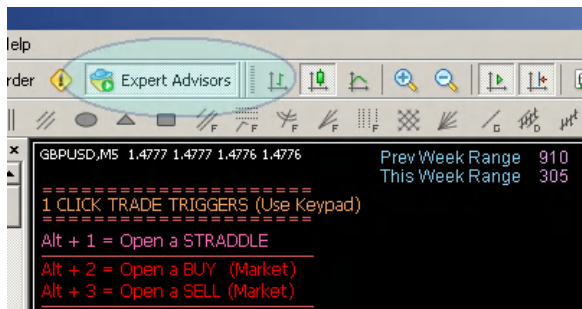 Help
rder Expert Advisors
F F F F F G D
GBPUSD,M5 1.4777 1.4777 1.4776 1.4776
Prev Week Range 910
This Week Range 305
======================
1 CLICK TRADE TRIGGERS (Use Keypad)
======================
Alt + 1 = Open a STRADDLE
Alt + 2 = Open a BUY (Market)
Alt + 3 = Open a SELL (Market)